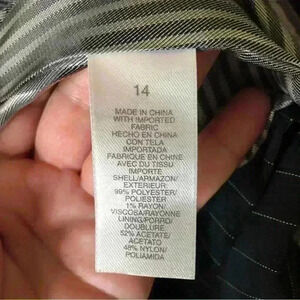 14
MADE IN CHINA
WITH IMPORTED
FABRIC
HECHO EN CHINA
CON TELA
IMPORTADA
FABRIQUE EN CHINE
AVEC DU TISSU
IMPORTE
SHELL/ARMAZON/
EXTERIEUR
99% POLYESTER/
POLIESTER
1% RAYON/
VISCOSA/RAYONNE
LINING/FORRO/
DOUBLURE
52% ACETATE/
ACETATO
48% NYLON/
POLIAMIDA